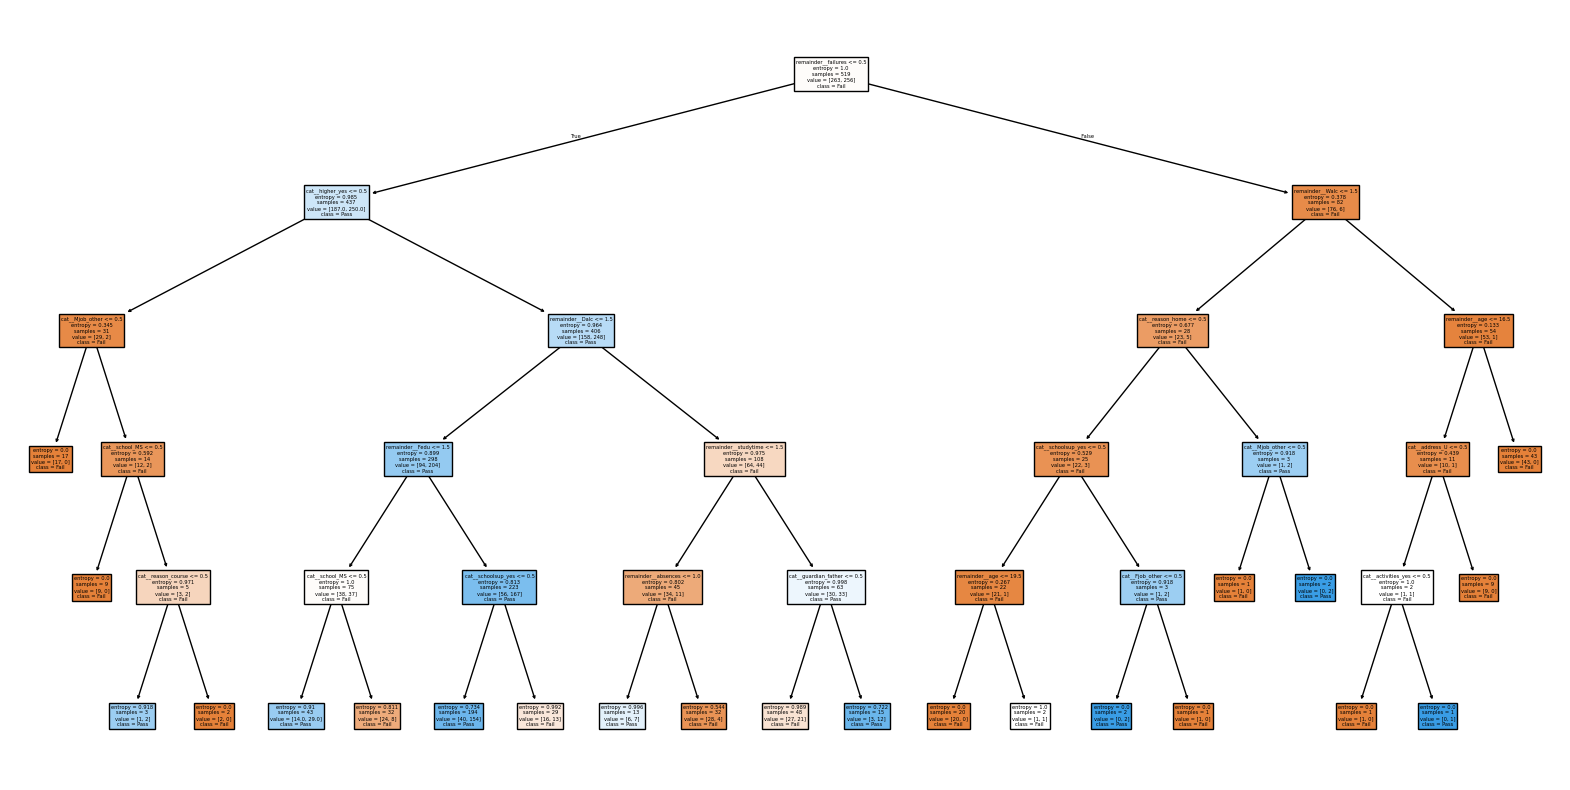 remainder__failures <= 0.5
entropy = 1.0
samples = 519
value = [263, 256]
class = Fail
True
False
cat__higher_yes <= 0.5
entropy = 0.985
samples = 437
value = [187.0, 250.0]
class = Pass
remainder__Walc <= 1.5
entropy = 0.378
samples = 82
value = [76, 6]
class = Fail
cat__Mjob_other <= 0.5
entropy = 0.345
samples = 31
value = [29, 2]
class = Fail
remainder__Dalc <= 1.5
entropy = 0.964
samples = 406
value = [158, 248]
class = Pass
cat__reason_home <= 0.5
entropy = 0.677
samples = 28
value = [23, 5]
class = Fail
remainder__age <= 16.5
entropy = 0.133
samples = 54
value = [53, 1]
class = Fail
entropy = 0.0
samples = 17
value = [17, 0]
class = Fail
cat__school_MS <= 0.5
entropy = 0.592
samples = 14
value = [12, 2]
class = Fail
remainder__Fedu <= 1.5
entropy = 0.899
samples = 298
value = [94, 204]
class = Pass
remainder__studytime <= 1.5
entropy = 0.975
samples = 108
value = [64, 44]
class = Fail
cat__schoolsup_yes <= 0.5
entropy = 0.529
samples = 25
value = [22, 3]
class = Fail
cat__Mjob_other <= 0.5
entropy = 0.918
samples = 3
value = [1, 2]
class = Pass
cat__address_U <= 0.5
entropy = 0.439
samples = 11
value = [10, 1]
class = Fail
entropy = 0.0
samples = 43
value = [43, 0]
class = Fail
entropy = 0.0
samples = 9
value = [9, 0]
class = Fail
cat__reason_course <= 0.5
entropy = 0.971
samples = 5
value = [3, 2]
class = Fail
cat__school_MS <= 0.5
entropy = 1.0
samples = 75
value = [38, 37]
class = Fail
cat__schoolsup_yes <= 0.5
entropy = 0.813
samples = 223
value = [56, 167]
class = Pass
remainder__absences <= 1.0
entropy = 0.802
samples = 45
value = [34, 11]
class = Fail
cat__guardian_father <= 0.5
entropy = 0.998
samples = 63
value = [30, 33]
class = Pass
remainder__age <= 19.5
entropy = 0.267
samples = 22
value = [21, 1]
class = Fail
cat__Fjob_other <= 0.5
entropy = 0.918
samples = 3
value = [1, 2]
class = Pass
entropy = 0.0
samples = 1
value = [1, 0]
class = Fail
entropy = 0.0
samples = 2
value = [0, 2]
class = Pass
cat__activities_yes <= 0.5
entropy = 1.0
samples = 2
value = [1, 1]
class = Fail
entropy = 0.0
samples = 9
value = [9, 0]
class = Fail
entropy = 0.918
samples = 3
value = [1, 2]
class = Pass
entropy = 0.0
samples = 2
value = [2, 0]
class = Fail
entropy = 0.91
samples = 43
value = [14.0, 29.0]
class = Pass
entropy = 0.811
samples = 32
value = [24, 8]
class = Fail
entropy = 0.734
samples = 194
value = [40, 154]
class = Pass
entropy = 0.992
samples = 29
value = [16, 13]
class = Fail
entropy = 0.996
samples = 13
value = [6, 7]
class = Pass
entropy = 0.544
samples = 32
value = [28, 4]
class = Fail
entropy = 0.989
samples = 48
value = [27, 21]
class = Fail
entropy = 0.722
samples = 15
value = [3, 12]
class = Pass
entropy = 0.0
samples = 20
value = [20, 0]
class = Fail
entropy = 1.0
samples = 2
value = [1, 1]
class = Fail
entropy = 0.0
samples = 2
value = [0, 2]
class = Pass
entropy = 0.0
samples = 1
value = [1, 0]
class = Fail
entropy = 0.0
samples = 1
value = [1, 0]
class = Fail
entropy = 0.0
samples = 1
value = [0, 1]
class = Pass